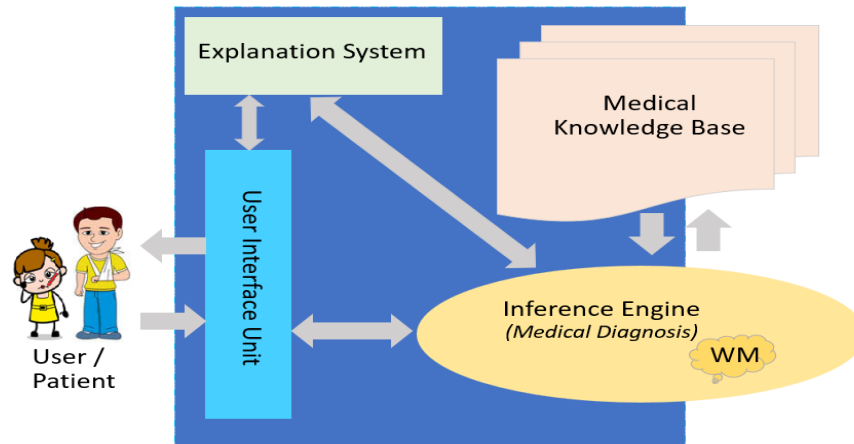 Explanation System
Medical
Knowledge Base
User Interface Unit
Inference Engine
(Medical Diagnosis)
WM
User /
Patient